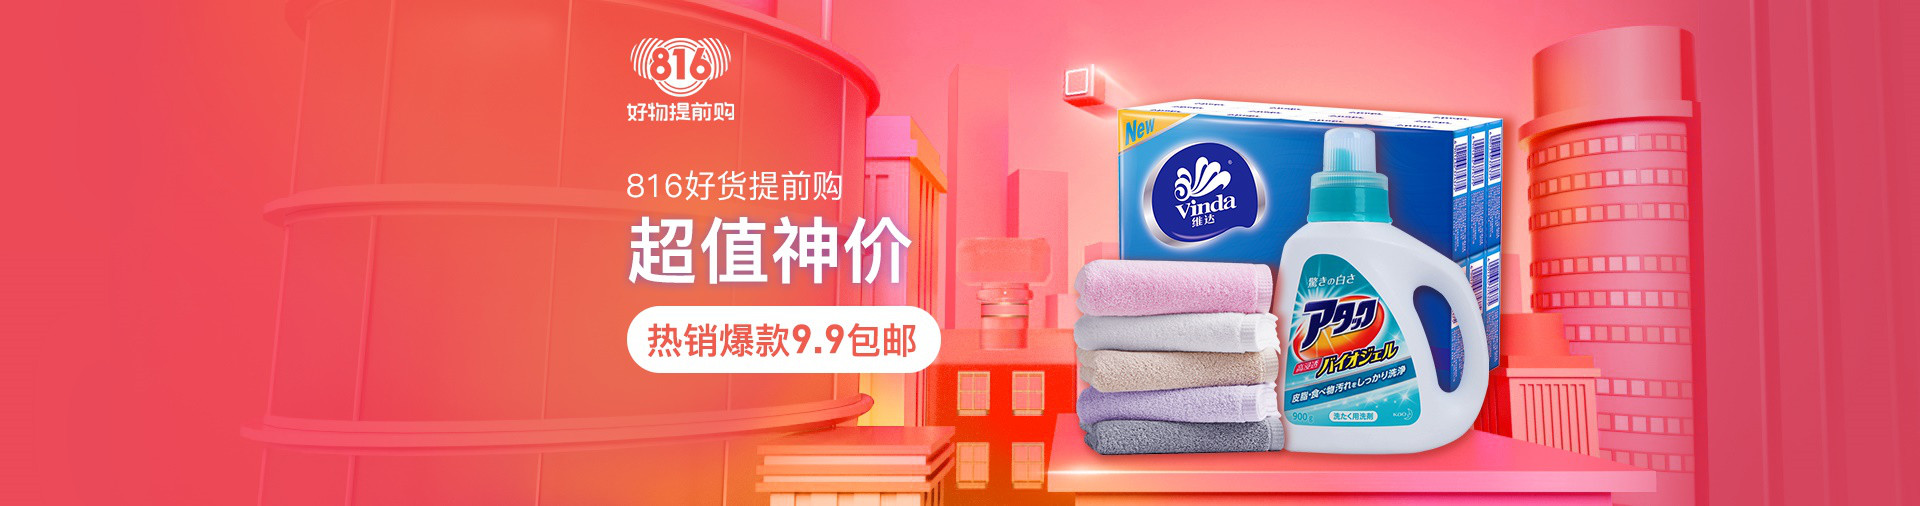 816
好物提前购
816好货提前购
超值神价
热销爆款9.9包邮
New
Vinda
维达
驚きの白さ
アタック
高浸透バイオジェル
皮脂・食べ物汚れをしっかり洗浄
900g
洗たく用洗剤
KAO